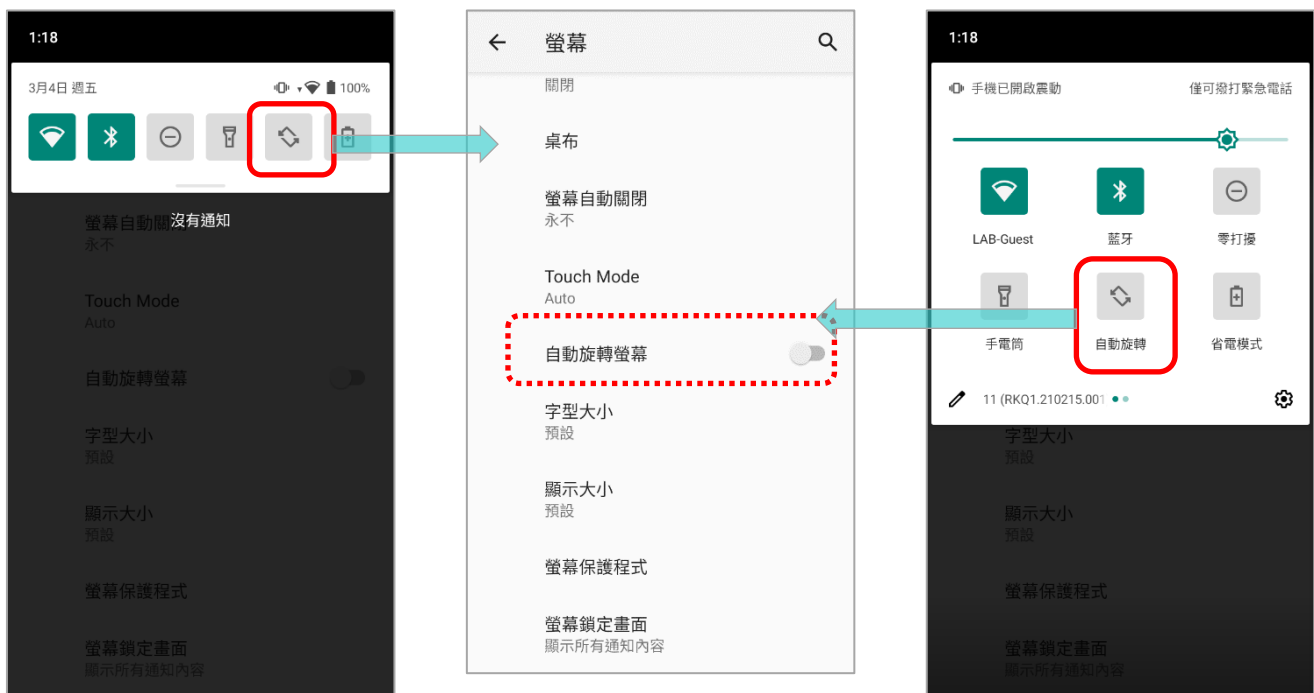 1:18
3月4日 週五
100%
沒有通知
螢幕自動關閉
永不
Touch Mode
Auto
自動旋轉螢幕
字型大小
預設
顯示大小
預設
螢幕保護程式
螢幕鎖定畫面
顯示所有通知內容
螢幕
關閉
桌布
螢幕自動關閉
永不
Touch Mode
Auto
自動旋轉螢幕
字型大小
預設
顯示大小
預設
螢幕保護程式
螢幕鎖定畫面
顯示所有通知內容
1:18
手機已開啟震動 僅可撥打緊急電話
LAB-Guest 藍牙 零打擾
手電筒 自動旋轉 省電模式
11 (RKQ1.210215.001
字型大小
預設
顯示大小
預設
螢幕保護程式
螢幕鎖定畫面
顯示所有通知內容